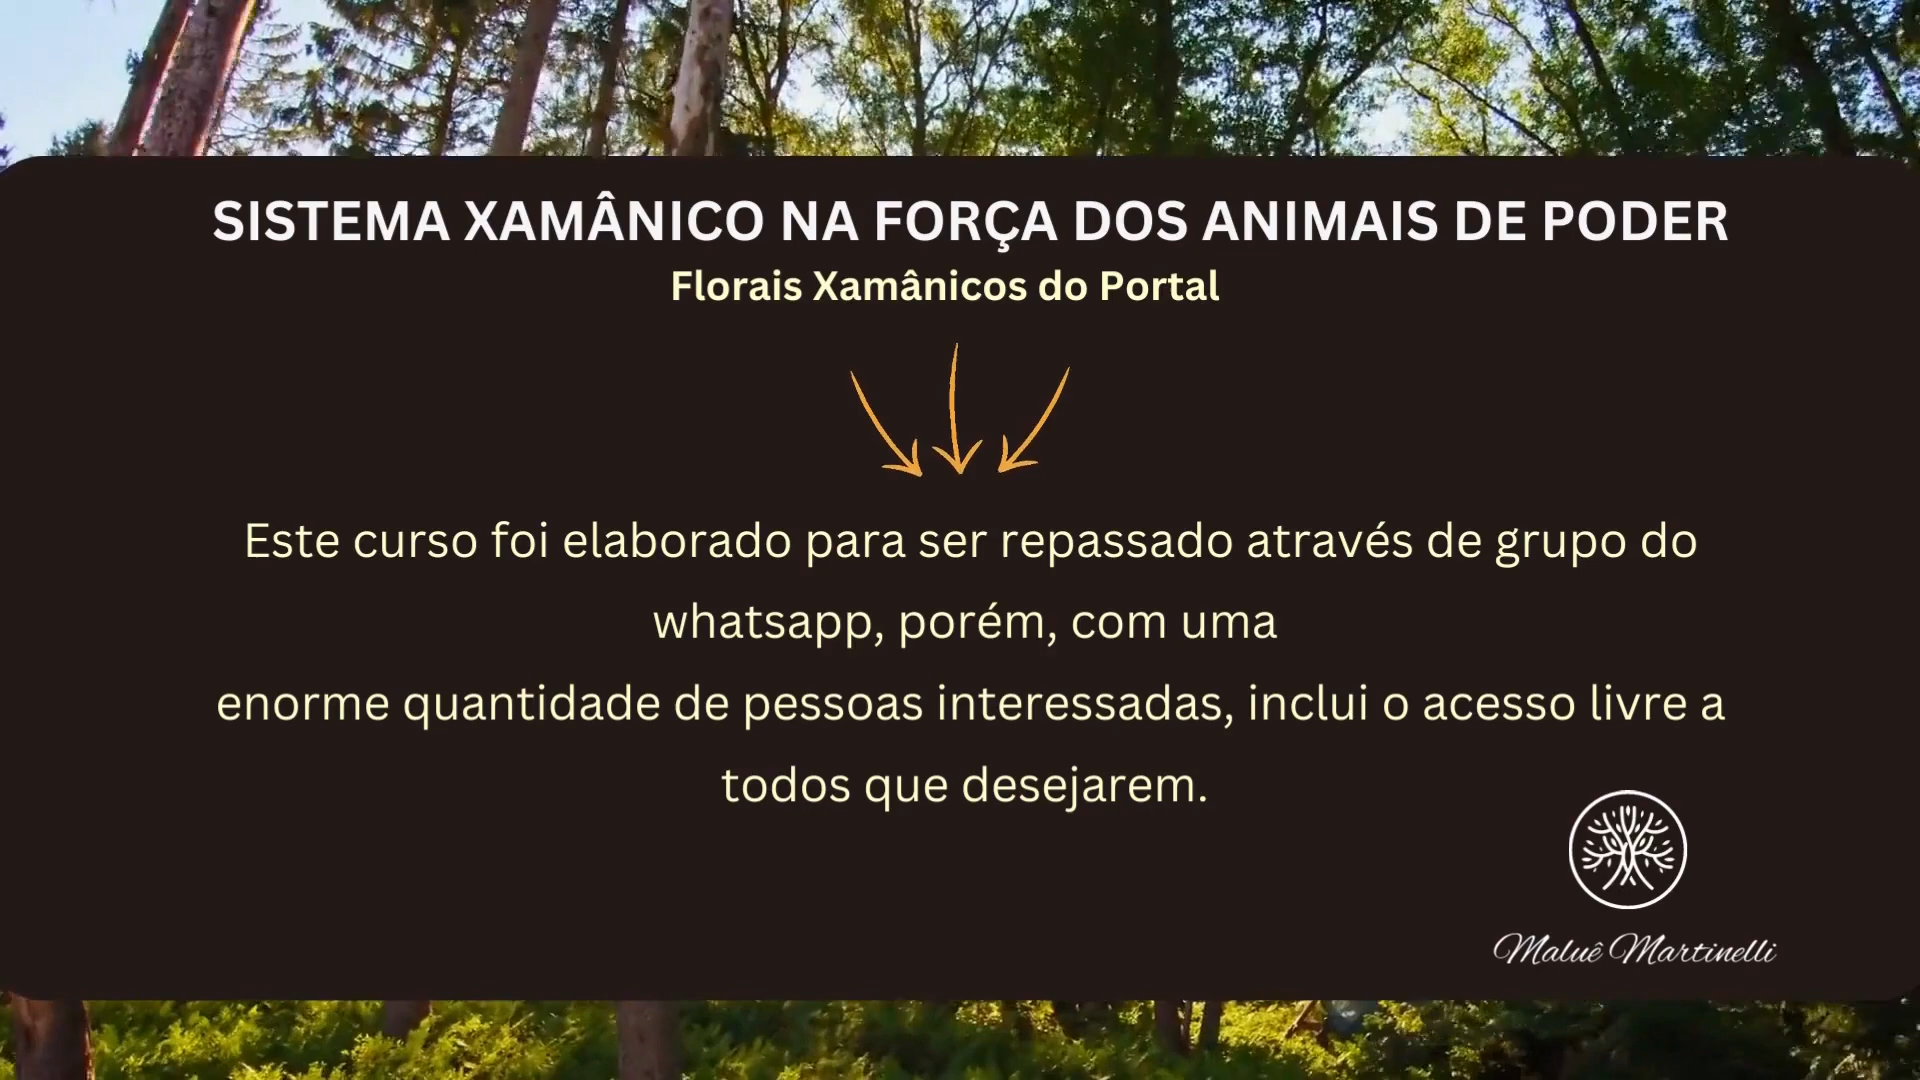 SISTEMA XAMÂNICO NA FORÇA DOS ANIMAIS DE PODER
Florais Xamânicos do Portal
Este curso foi elaborado para ser repassado através de grupo do
whatsapp, porém, com uma
enorme quantidade de pessoas interessadas, inclui o acesso livre a
todos que desejarem.
Maluê Martinelli